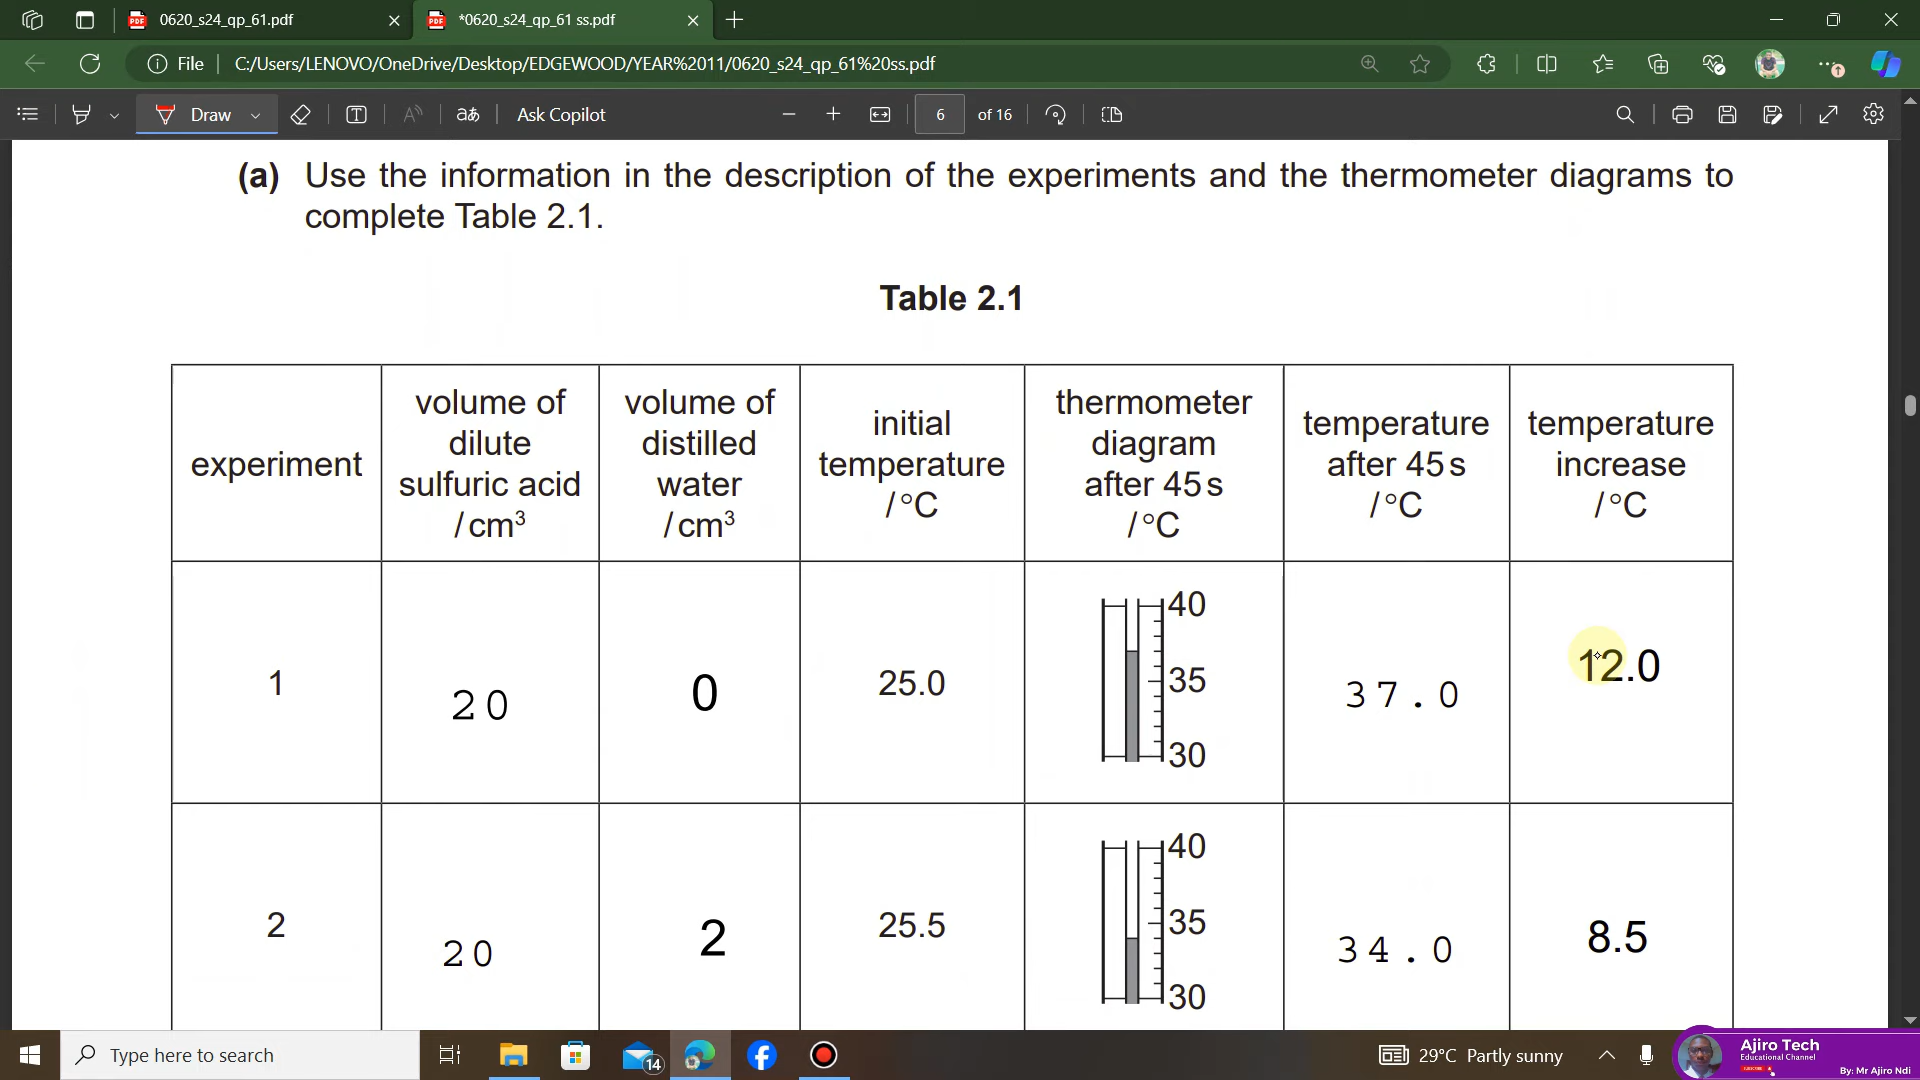 0620_s24_qp_61.pdf
*0620_s24_qp_61 ss.pdf
File
C:/Users/LENOVO/OneDrive/Desktop/EDGEWOOD/YEAR%2011/0620_s24_qp_61%20ss.pdf
Draw
aあ
Ask Copilot
6 of 16
(a) Use the information in the description of the experiments and the thermometer diagrams to
complete Table 2.1.
Table 2.1
experiment
volume of
dilute
sulfuric acid
/cm³
volume of
distilled
water
/cm³
initial
temperature
/°C
thermometer
diagram
after 45s
/°C
temperature
after 45s
/°C
temperature
increase
/°C
1
20
0
25.0
40
35
30
37.0
12.0
2
20
2
25.5
40
35
30
34.0
8.5
Type here to search
14
29°C Partly sunny
Ajiro Tech
Educational Channel
SUBSCRIBE
By: Mr Ajiro Ndi